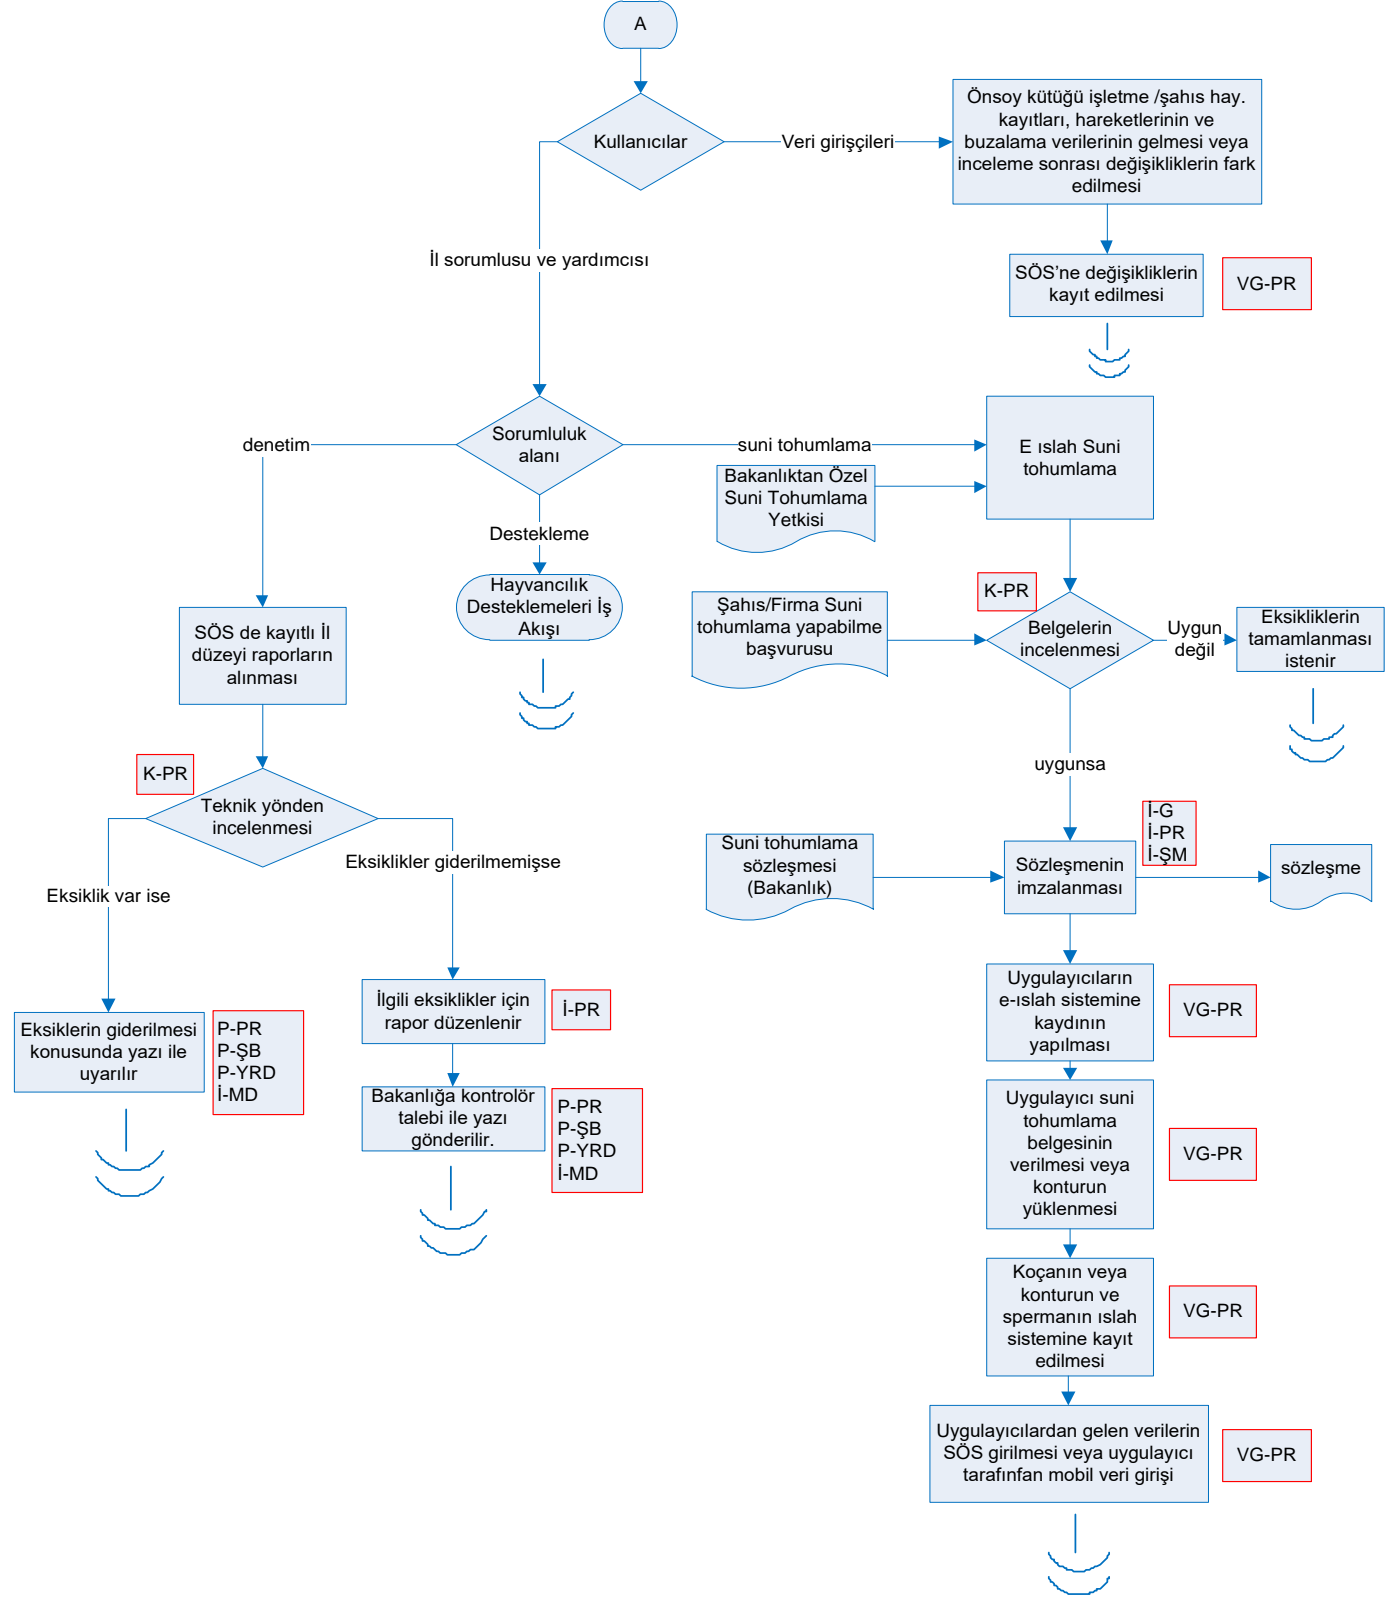 A
Kullanıcılar
Veri girişçileri
Önsoy kütüğü işletme /şahıs hay.
kayıtları, hareketlerinin ve
buzalama verilerinin gelmesi veya
inceleme sonrası değişikliklerin fark
edilmesi
İl sorumlusu ve yardımcısı
SÖS’ne değişikliklerin
kayıt edilmesi
VG-PR
Sorumluluk
alanı
denetim
suni tohumlama
E ıslah Suni
tohumlama
Bakanlıktan Özel
Suni Tohumlama
Yetkisi
Destekleme
Hayvancılık
Desteklemeleri İş
Akışı
K-PR
Şahıs/Firma Suni
tohumlama yapabilme
başvurusu
Belgelerin
incelenmesi
Uygun
değil
Eksikliklerin
tamamlanması
istenir
SÖS de kayıtlı İl
düzeyi raporların
alınması
uygunsa
K-PR
Teknik yönden
incelenmesi
Eksiklikler giderilmemişse
Eksiklik var ise
Suni tohumlama
sözleşmesi
(Bakanlık)
İ-G
İ-PR
İ-ŞM
Sözleşmenin
imzalanması
sözleşme
Uygulayıcıların
e-ıslah sistemine
kaydının
yapılması
VG-PR
İlgili eksiklikler için
rapor düzenlenir
İ-PR
Eksiklerin giderilmesi
konusunda yazı ile
uyarılır
P-PR
P-ŞB
P-YRD
İ-MD
Bakanlığa kontrolör
talebi ile yazı
gönderilir.
P-PR
P-ŞB
P-YRD
İ-MD
Uygulayıcı suni
tohumlama
belgesinin
verilmesi veya
konturun
yüklenmesi
VG-PR
Koçanın veya
konturun ve
spermanın ıslah
sistemine kayıt
edilmesi
VG-PR
Uygulayıcılardan gelen verilerin
SÖS girilmesi veya uygulayıcı
tarafınfan mobil veri girişi
VG-PR